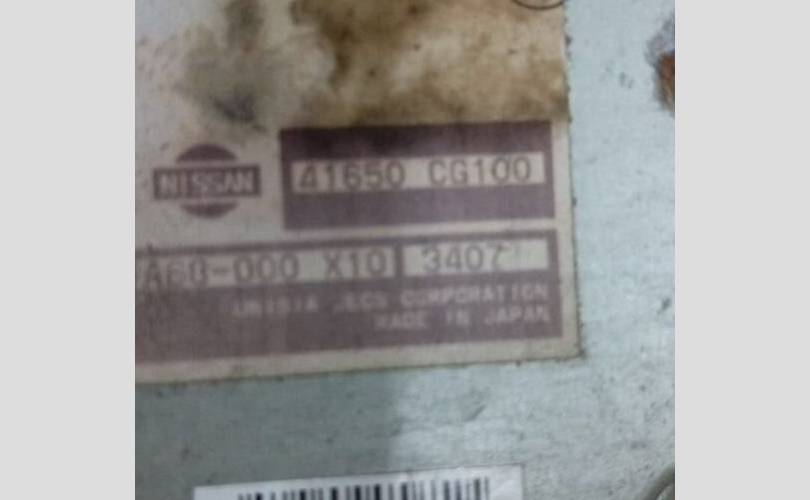 NISSAN
41650 CG100
A60-000 X10 3407
UNISIA JECS CORPORATION
MADE IN JAPAN